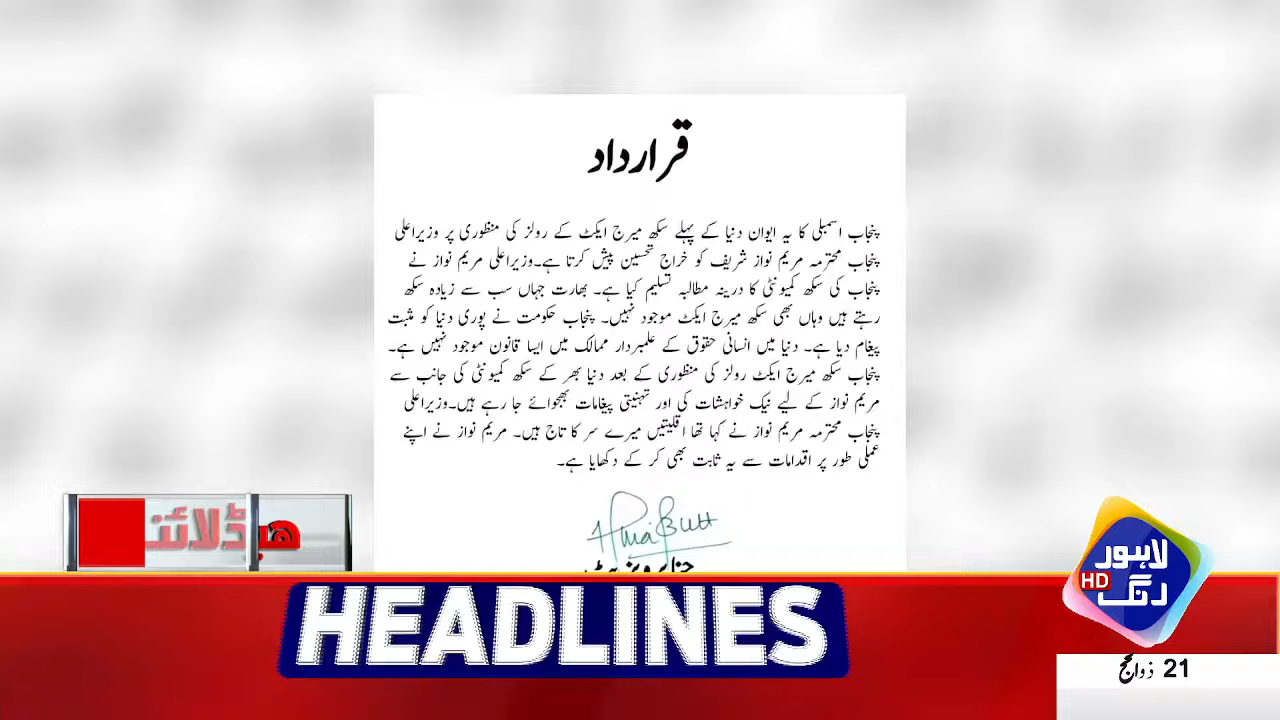 قرارداد
پنجاب اسمبلی کا یہ ایوان دنیا کے پہلے سکھ میرج ایکٹ کے رولز کی منظوری پر وزیراعلی
پنجاب محترمہ مریم نواز شریف کو خراج تحسین پیش کرتا ہے۔وزیراعلی مریم نواز نے
پنجاب کی سکھ کمیونٹی کا درینہ مطالبہ تسلیم کیا ہے۔ بھارت جہاں سب سے زیادہ سکھ
رہتے ہیں وہاں بھی سکھ میرج ایکٹ موجود نہیں۔ پنجاب حکومت نے پوری دنیا کو مثبت
پیغام دیا ہے۔ دنیا میں انسانی حقوق کے علمبردار ممالک میں ایسا قانون موجود نہیں ہے۔
پنجاب سکھ میرج ایکٹ رولز کی منظوری کے بعد دنیا بھر کے سکھ کمیونٹی کی جانب سے
مریم نواز کے لیے نیک خواہشات کی اور تہنیتی پیغامات بھجوائے جا رہے ہیں۔وزیراعلی
پنجاب محترمہ مریم نواز نے کہا تھا اقلیتیں میرے سر کا تاج ہیں۔ مریم نواز نے اپنے
عملی طور پر اقدامات سے یہ ثابت بھی کر کے دکھایا ہے۔
Hina Butt
ہیڈلائنز
HEADLINES
لاہور
رنگ
HD
21 ذوالحج